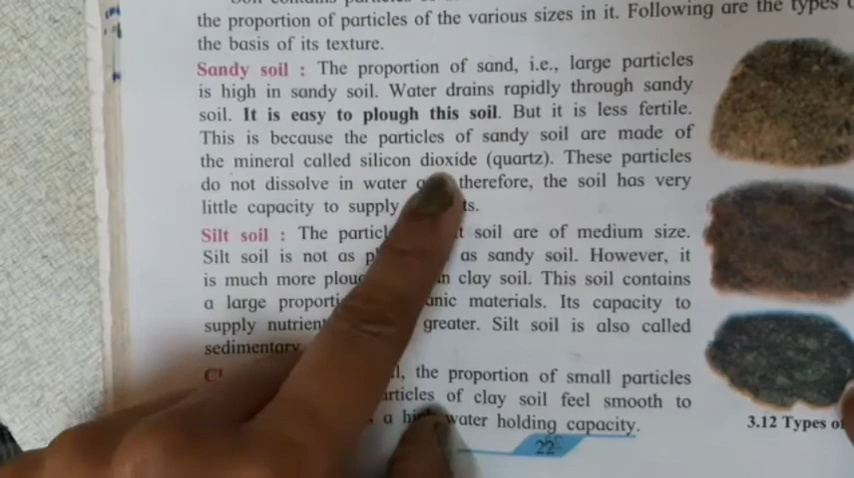 the proportion of particles of the various sizes in it. Following are the types
the basis of its texture.
Sandy soil : The proportion of sand, i.e., large particles
is high in sandy soil. Water drains rapidly through sandy
soil. It is easy to plough this soil. But it is less fertile.
This is because the particles of sandy soil are made of
the mineral called silicon dioxide (quartz). These particles
do not dissolve in water therefore, the soil has very
little capacity to supply
Silt soil : The soil are of medium size.
Silt soil is not as as sandy soil. However, it
is much more clay soil. This soil contains
a large materials. Its capacity to
supply greater. Silt soil is also called
sedimentary
the proportion of small particles
of clay soil feel smooth to
a water holding capacity.
3.12 Types
22